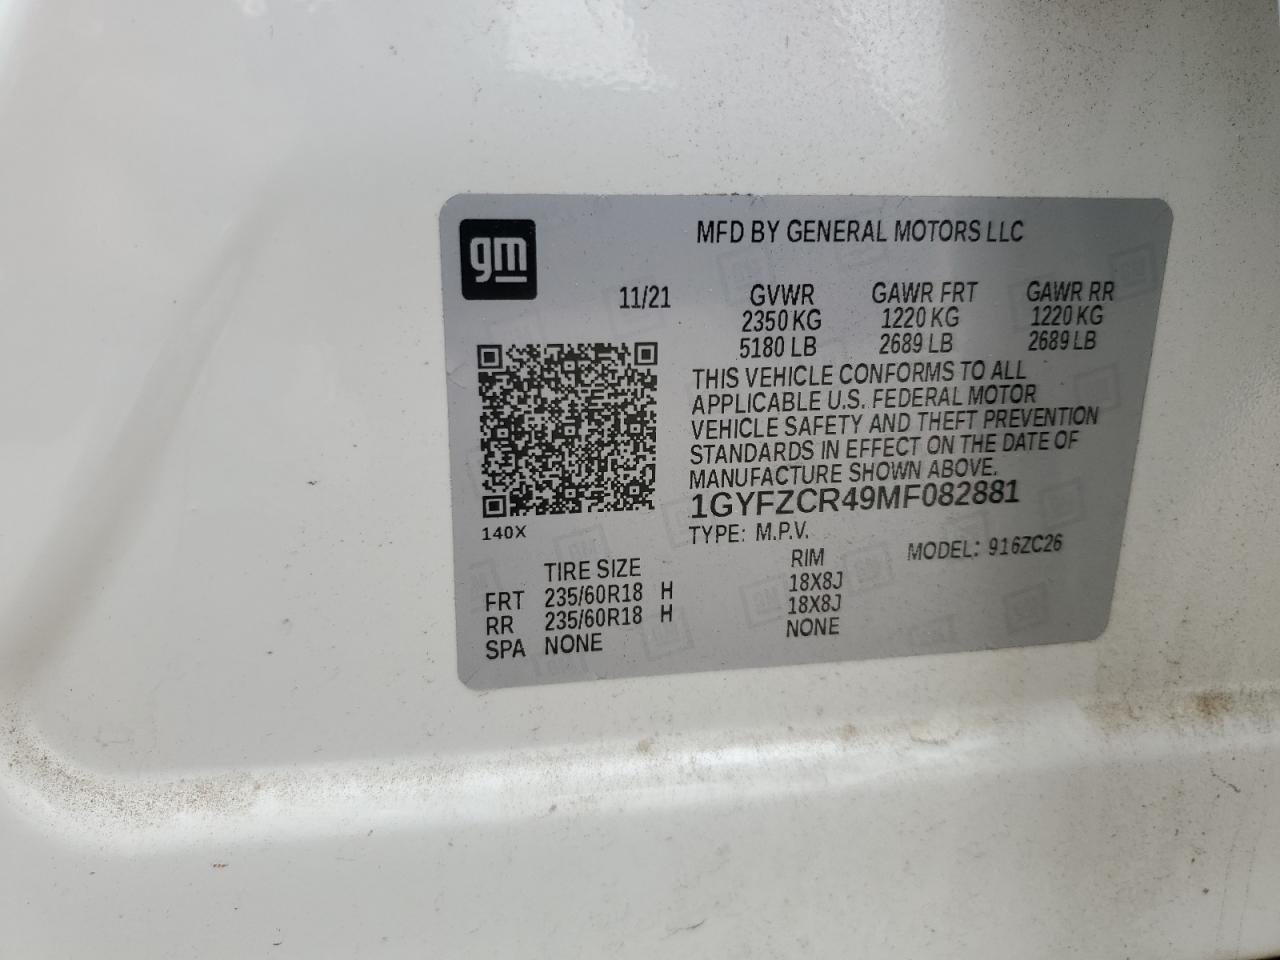 gm
MFD BY GENERAL MOTORS LLC
11/21 GVWR GAWR FRT GAWR RR
2350 KG 1220 KG 1220 KG
5180 LB 2689 LB 2689 LB
THIS VEHICLE CONFORMS TO ALL
APPLICABLE U.S. FEDERAL MOTOR
VEHICLE SAFETY AND THEFT PREVENTION
STANDARDS IN EFFECT ON THE DATE OF
MANUFACTURE SHOWN ABOVE.
1GYFZCR49MF082881
140X
TYPE: M.P.V. MODEL: 916ZC26
TIRE SIZE RIM
FRT 235/60R18 H 18X8J
RR 235/60R18 H 18X8J
SPA NONE NONE